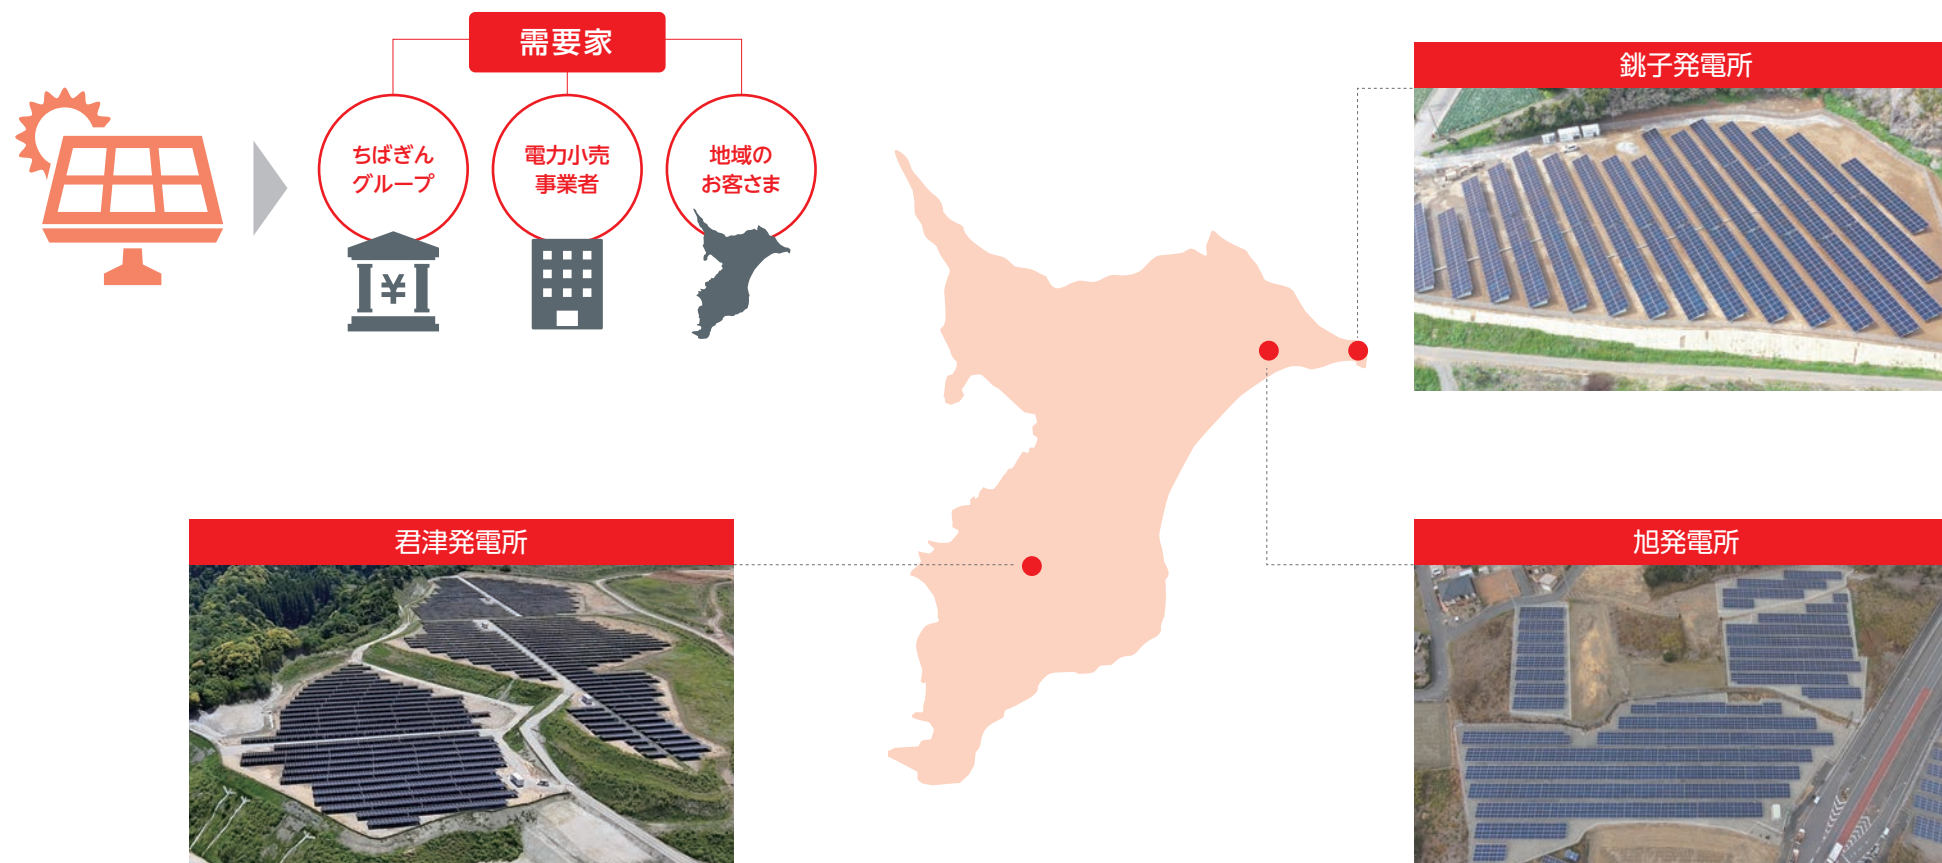 需要家
ちばぎん
グループ
電力小売
事業者
地域の
お客さま
¥
銚子発電所
君津発電所
旭発電所